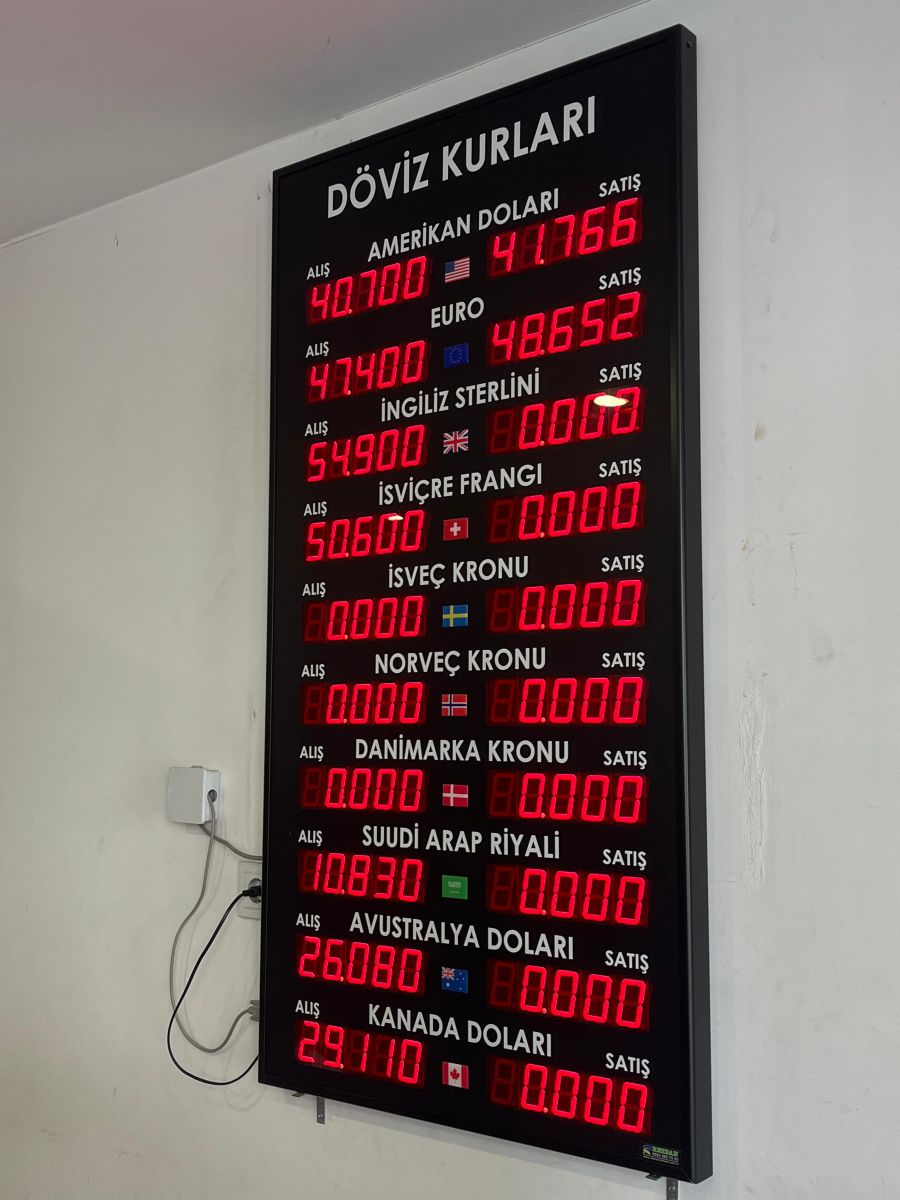 DÖVİZ KURLARI
AMERİKAN DOLARI
ALIŞ SATIŞ
40.700 41.766
EURO
ALIŞ SATIŞ
47.400 48.652
İNGİLİZ STERLİNİ
ALIŞ SATIŞ
54.900 0.000
İSVİÇRE FRANGI
ALIŞ SATIŞ
50.600 0.000
İSVEÇ KRONU
ALIŞ SATIŞ
0.000 0.000
NORVEÇ KRONU
ALIŞ SATIŞ
0.000 0.000
DANİMARKA KRONU
ALIŞ SATIŞ
0.000 0.000
SUUDİ ARAP RİYALİ
ALIŞ SATIŞ
10.830 0.000
AVUSTRALYA DOLARI
ALIŞ SATIŞ
26.080 0.000
KANADA DOLARI
ALIŞ SATIŞ
29.110 0.000